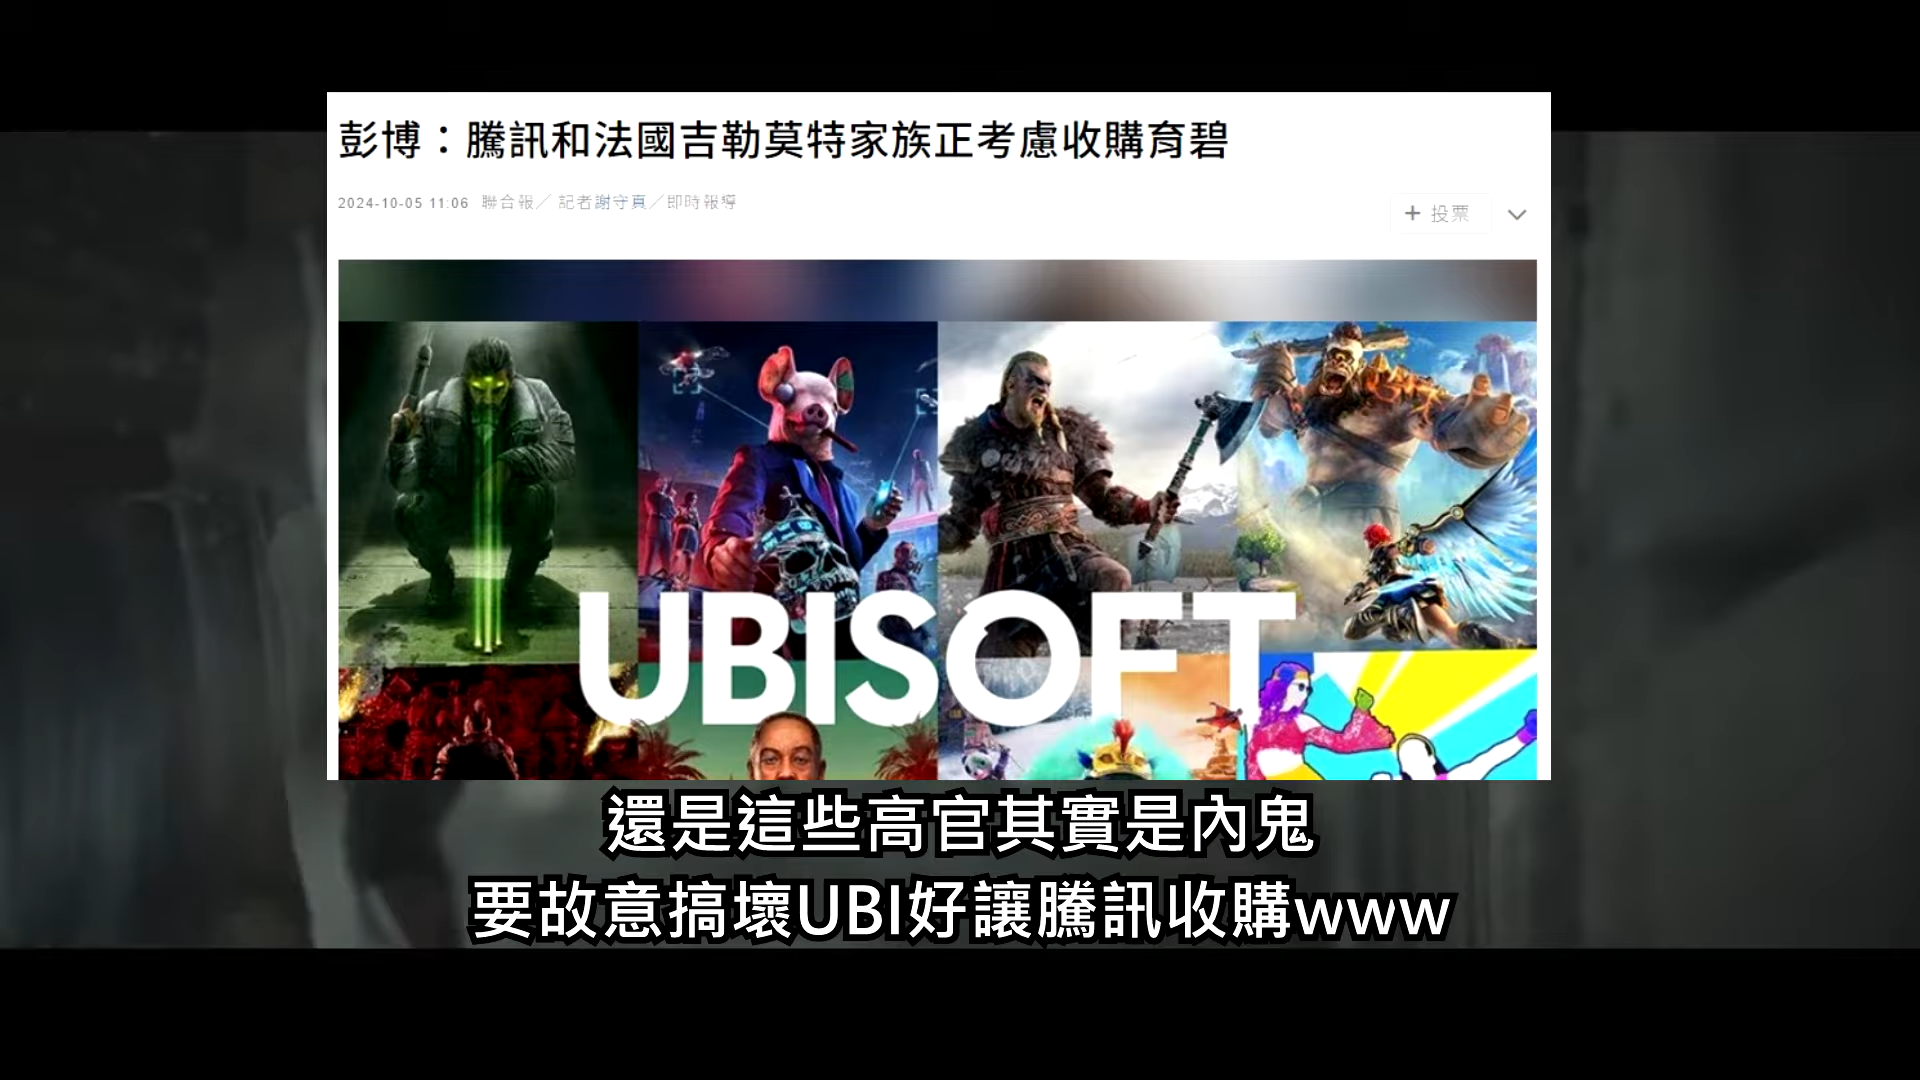 彭博：騰訊和法國吉勒莫特家族正考慮收購育碧
2024-10-05 11:06 聯合報／ 記者謝守真／即時報導
+ 投票
UBISOFT
還是這些高官其實是內鬼
要故意搞壞UBI好讓騰訊收購www